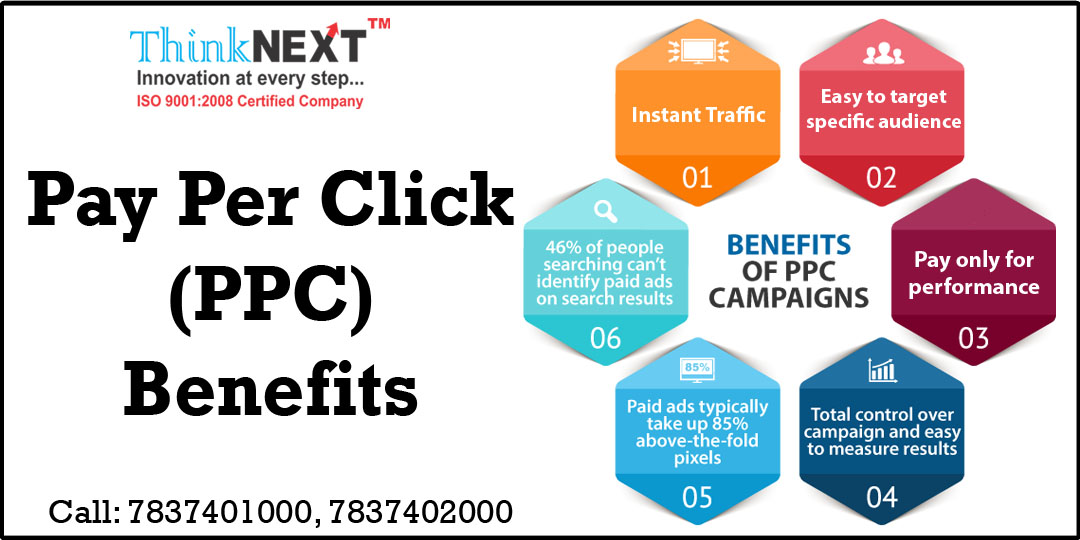 ThinkNEXT™
Innovation at every step...
ISO 9001:2008 Certified Company
Pay Per Click
(PPC)
Benefits
Call: 7837401000, 7837402000
BENEFITS
OF PPC
CAMPAIGNS
Instant Traffic
01
Easy to target
specific audience
02
Pay only for
performance
03
Total control over
campaign and easy
to measure results
04
85%
Paid ads typically
take up 85%
above-the-fold
pixels
05
46% of people
searching can't
identify paid ads
on search results
06